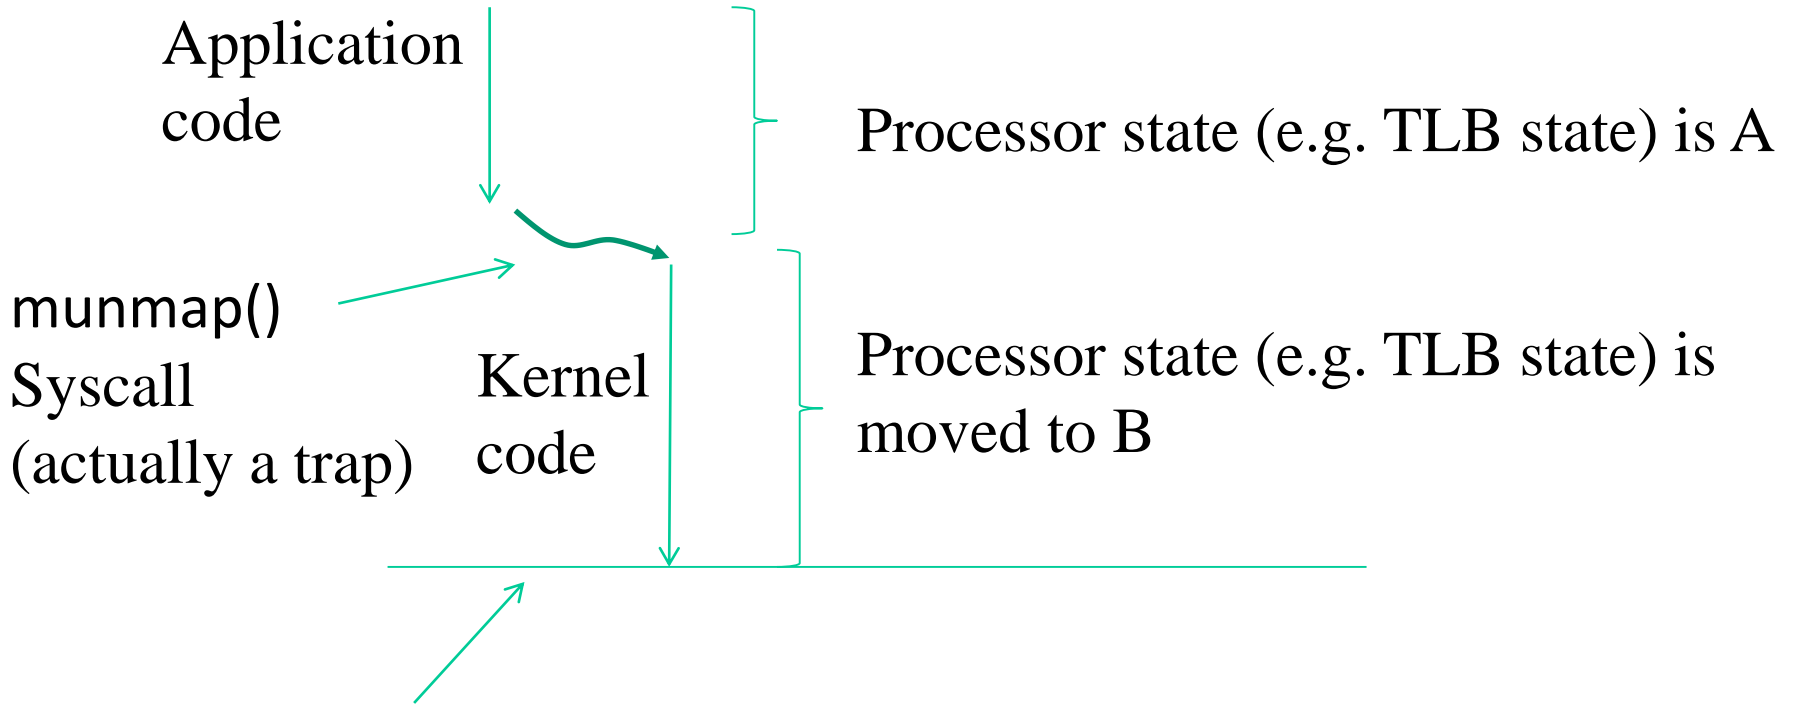 Application
code
Processor state (e.g. TLB state) is A
munmap()
Syscall
(actually a trap)
Kernel
code
Processor state (e.g. TLB state) is
moved to B